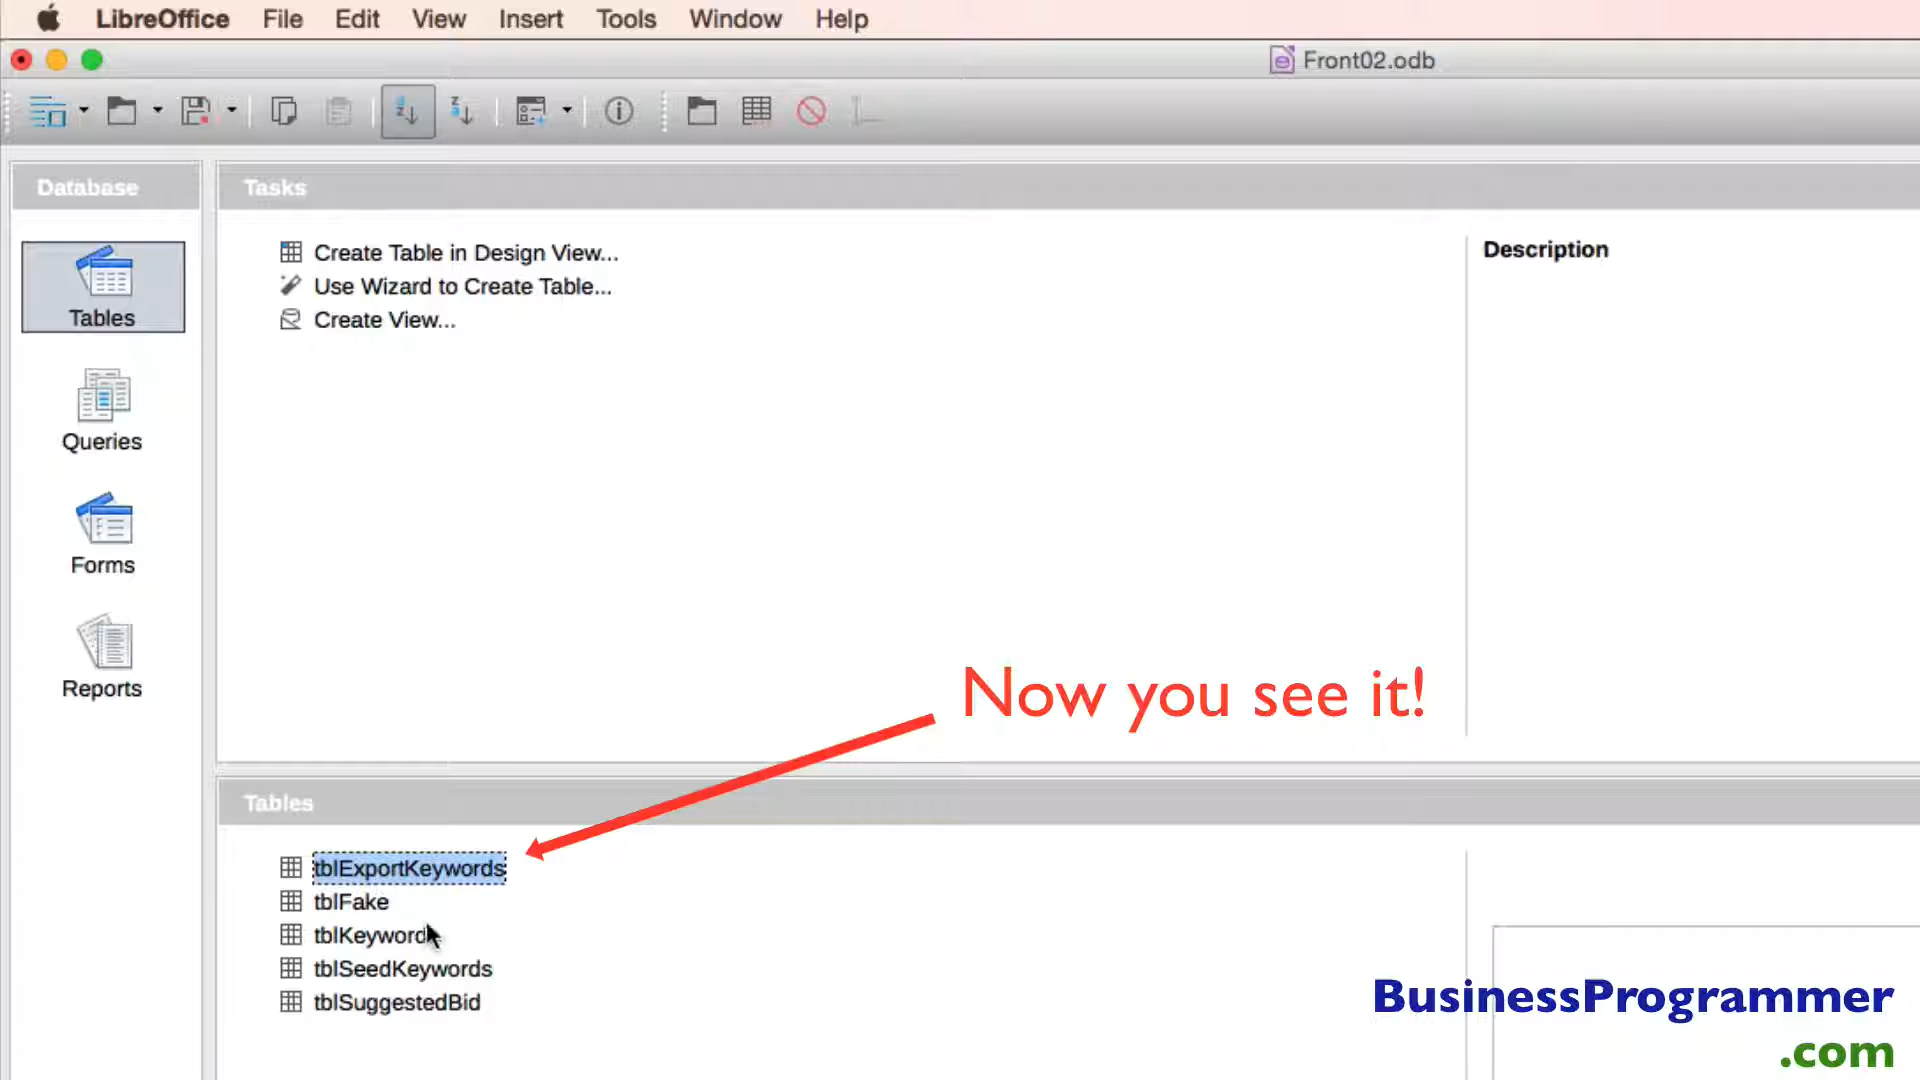 LibreOffice File Edit View Insert Tools Window Help
Front02.odb
Database
Tasks
Tables
Queries
Forms
Reports
Create Table in Design View...
Use Wizard to Create Table...
Create View...
Description
Now you see it!
Tables
tblExportKeywords
tblFake
tblKeyword
tblSeedKeywords
tblSuggestedBid
BusinessProgrammer
.com